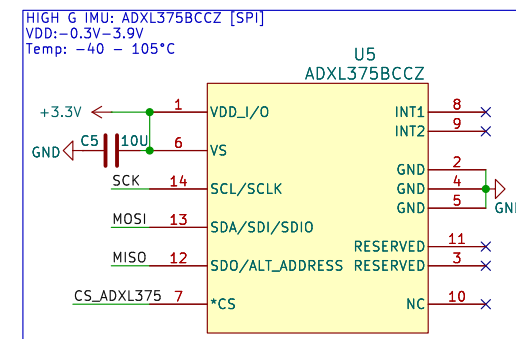 HIGH G IMU: ADXL375BCCZ [SPI]
VDD:-0.3V-3.9V
Temp: -40 - 105°C
U5
ADXL375BCCZ
+3.3V
1
VDD_I/O
INT1
8
INT2
9
C5
10U
GND
6
VS
GND
2
SCK
14
SCL/SCLK
GND
4
GND
5
GND
MOSI
13
SDA/SDI/SDIO
RESERVED
11
MISO
12
SDO/ALT_ADDRESS
RESERVED
3
CS_ADXL375
7
*CS
NC
10